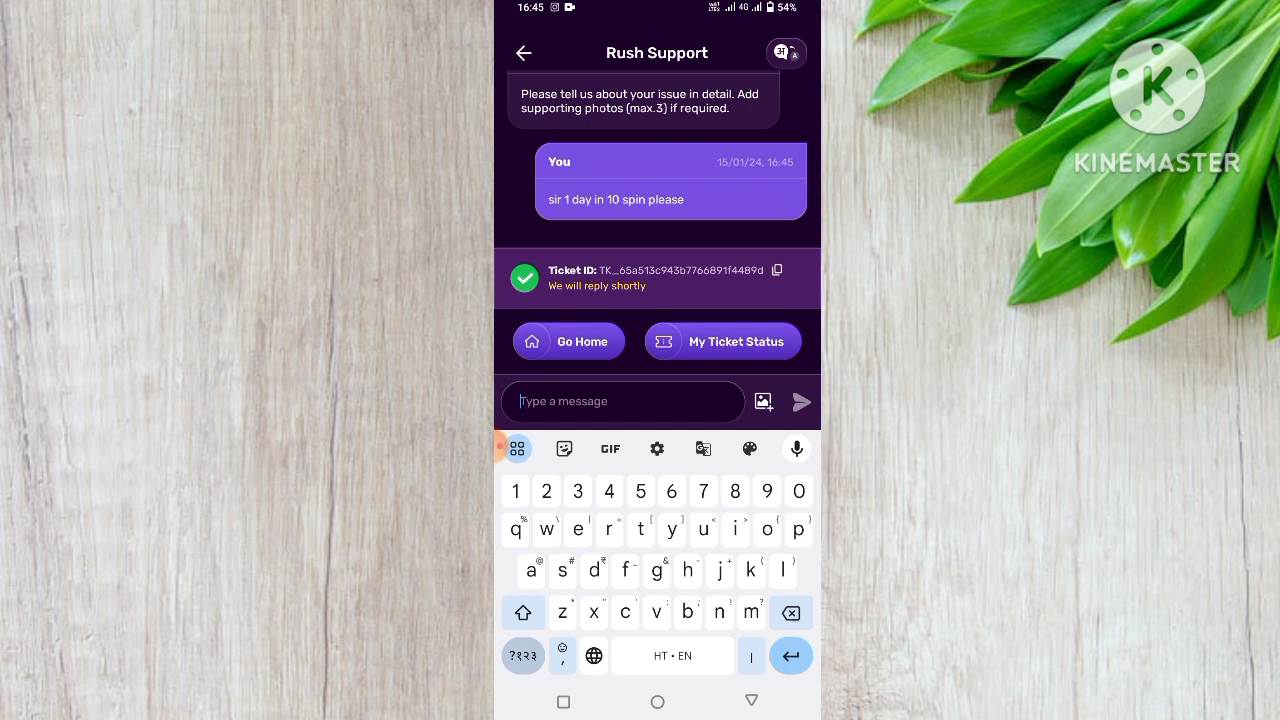 16:45 4G 54%
Rush Support
Please tell us about your issue in detail. Add
supporting photos (max.3) if required.
You 15/01/24, 16:45
sir 1 day in 10 spin please
Ticket ID: TK_65a513c943b7766891f4489d
We will reply shortly
Go Home My Ticket Status
Type a message
GIF
1 2 3 4 5 6 7 8 9 0
q w e r t y u i o p
a s d f g h j k l
z x c v b n m
?१२३ , HT • EN |
KINEMASTER